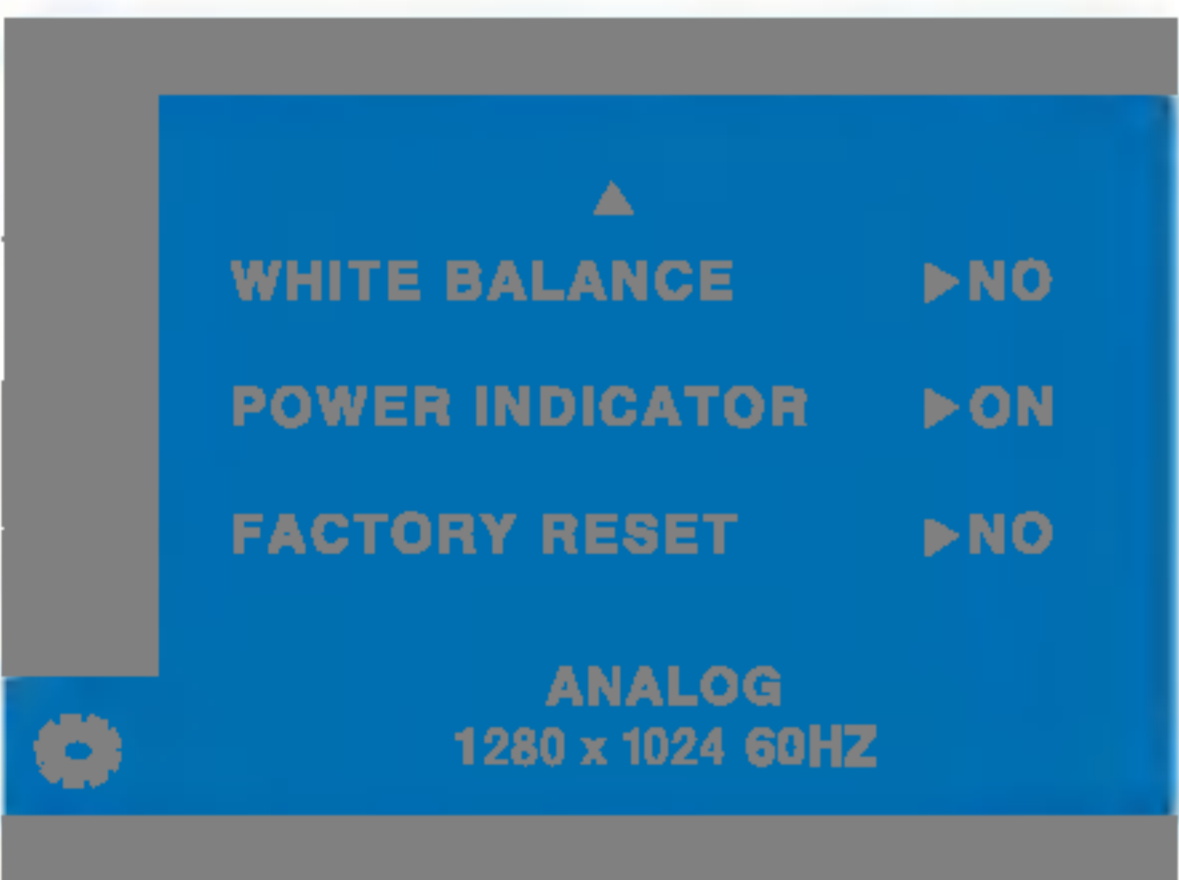 WHITE BALANCE ▶NO
POWER INDICATOR ▶ON
FACTORY RESET ▶NO
ANALOG
1280 x 1024 60HZ